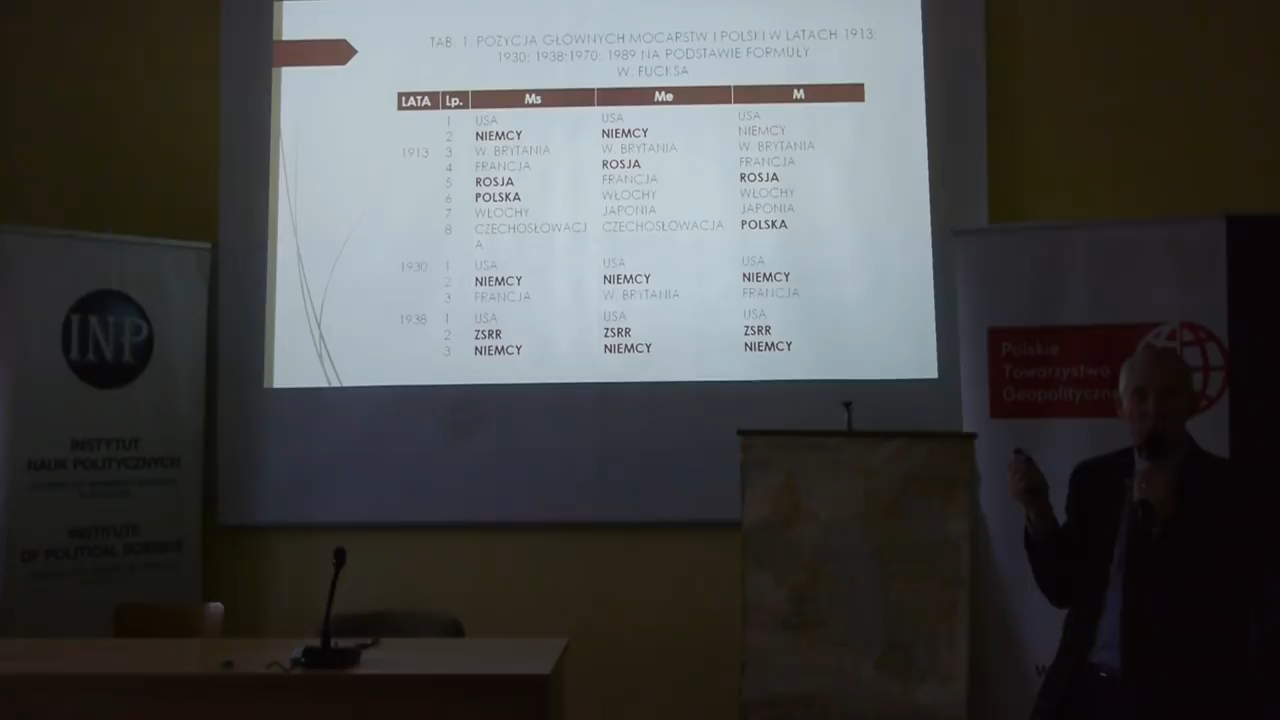 TAB. 1. POZYCJA GŁÓWNYCH MOCARSTW I POLSKI W LATACH 1913;
1930; 1938;1970; 1989 NA PODSTAWIE FORMUŁY
W. FUCKSA
LATA Lp. Ms Me M
1 USA USA USA
2 NIEMCY NIEMCY NIEMCY
1913 3 W. BRYTANIA W. BRYTANIA W. BRYTANIA
4 FRANCJA ROSJA FRANCJA
5 ROSJA FRANCJA ROSJA
6 POLSKA WŁOCHY WŁOCHY
7 WŁOCHY JAPONIA JAPONIA
8 CZECHOSŁOWACJ CZECHOSŁOWACJA POLSKA
A
1930 1 USA USA USA
2 NIEMCY NIEMCY NIEMCY
3 FRANCJA W. BRYTANIA FRANCJA
1938 1 USA USA USA
2 ZSRR ZSRR ZSRR
3 NIEMCY NIEMCY NIEMCY
INP
INSTYTUT
NAUK POLITYCZNYCH
INSTITUTE
OF POLITICAL SCIENCE
Polskie
Towarzystwo
Geopolityczne